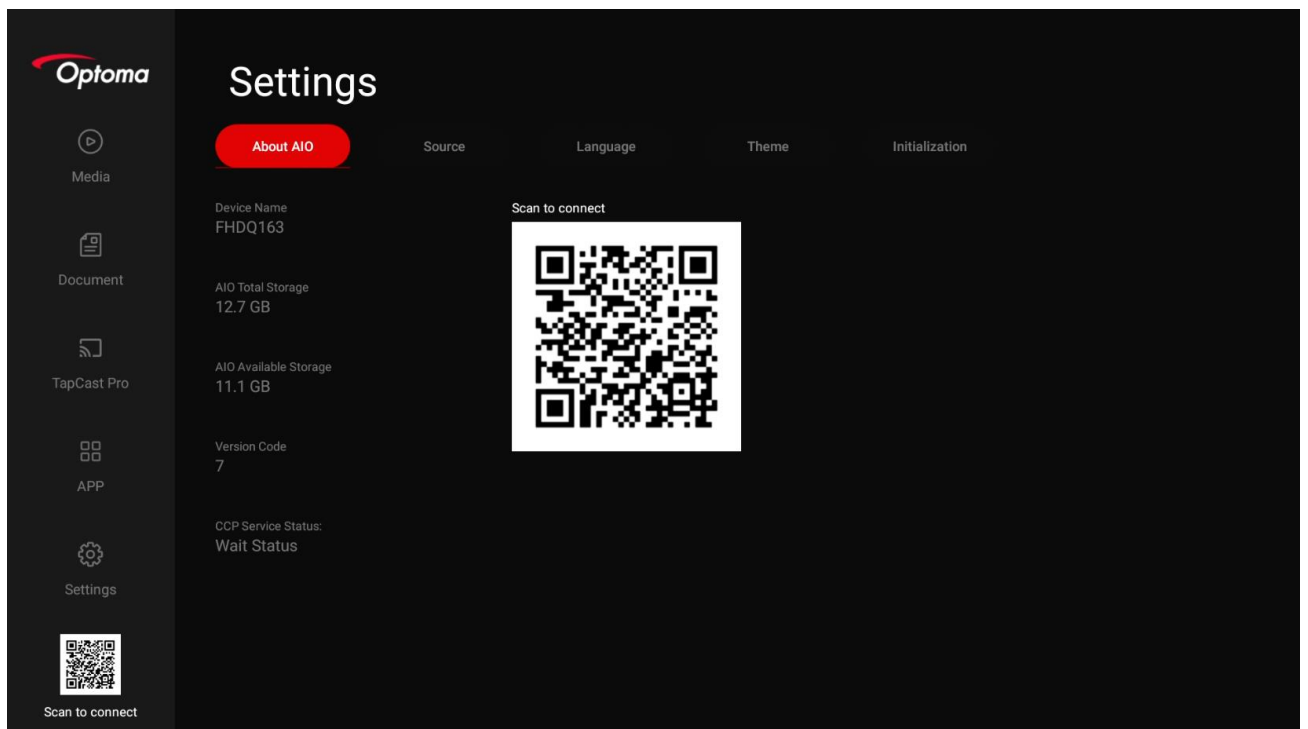 Optoma
Media
Document
TapCast Pro
APP
Settings
Scan to connect
Settings
About AIO Source Language Theme Initialization
Device Name
FHDQ163
AIO Total Storage
12.7 GB
AIO Available Storage
11.1 GB
Version Code
7
CCP Service Status:
Wait Status
Scan to connect